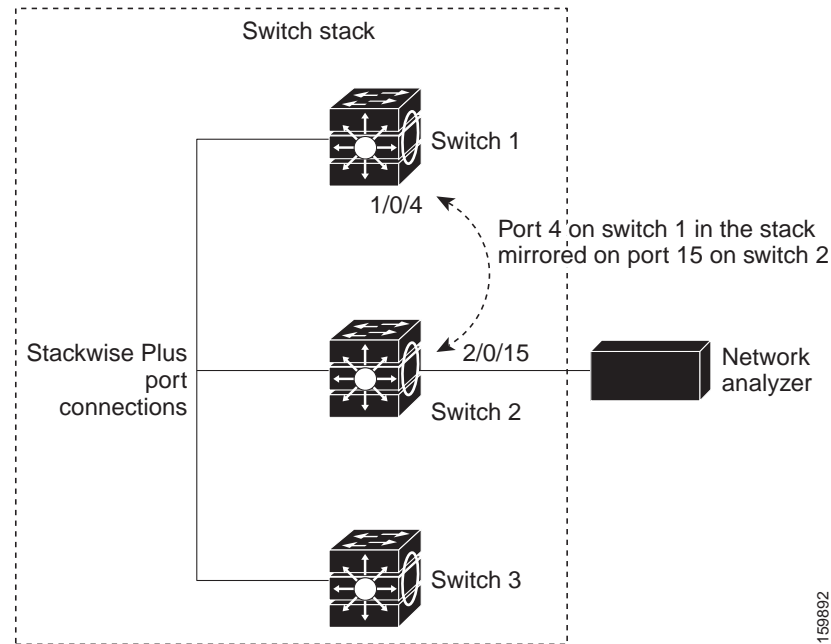 Switch stack
Switch 1
1/0/4
Port 4 on switch 1 in the stack
mirrored on port 15 on switch 2
Stackwise Plus
port
connections
2/0/15
Switch 2
Network
analyzer
Switch 3
159892